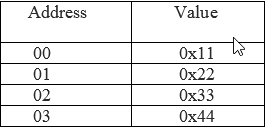 Address Value
00 0x11
01 0x22
02 0x33
03 0x44